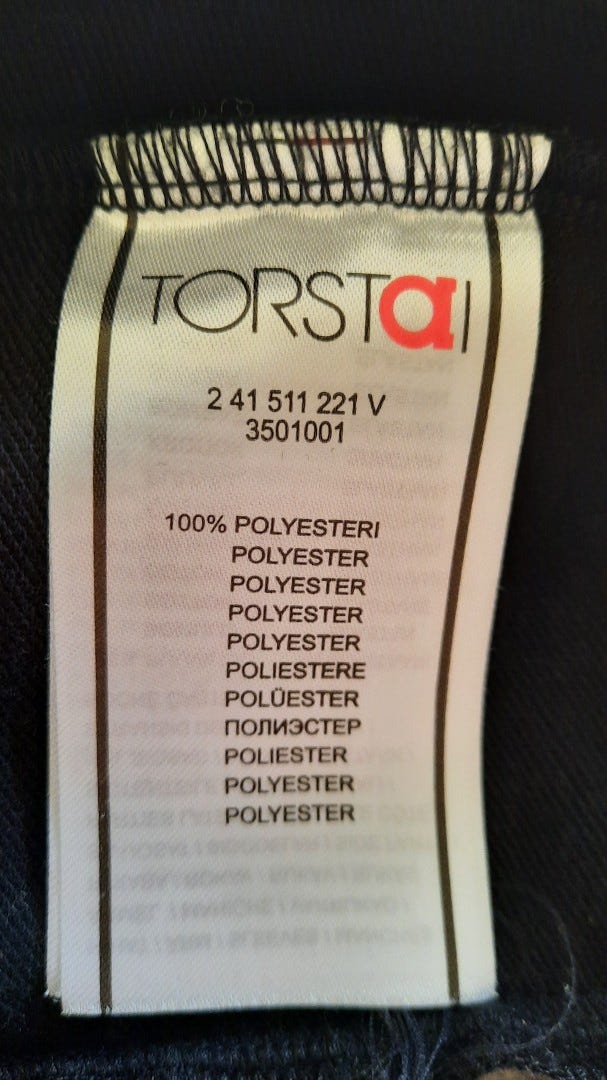 TORSTaI
2 41 511 221 V
3501001
100% POLYESTERI
POLYESTER
POLYESTER
POLYESTER
POLYESTER
POLIESTERE
POLÜESTER
ПОЛИЭСТЕР
POLIESTER
POLYESTER
POLYESTER